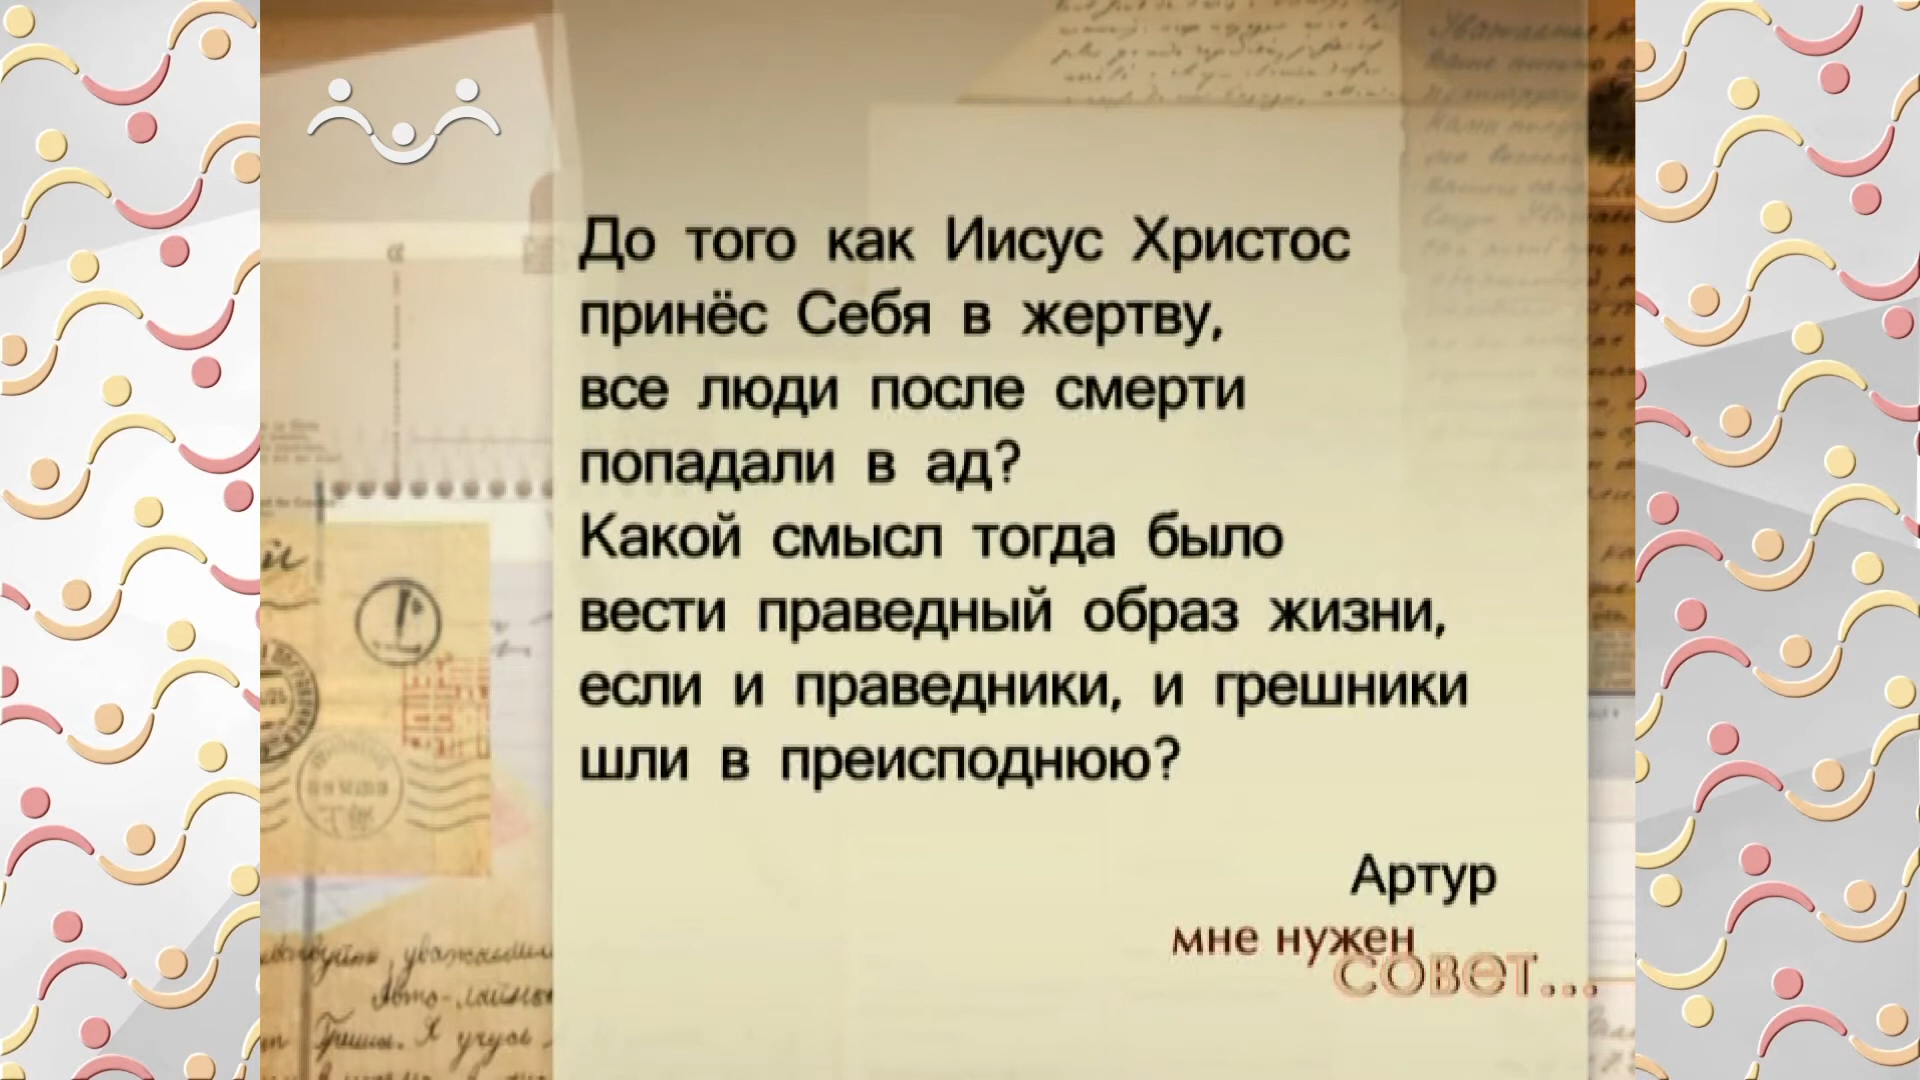 До того как Иисус Христос
принёс Себя в жертву,
все люди после смерти
попадали в ад?
Какой смысл тогда было
вести праведный образ жизни,
если и праведники, и грешники
шли в преисподнюю?
Артур
мне нужен
совет...